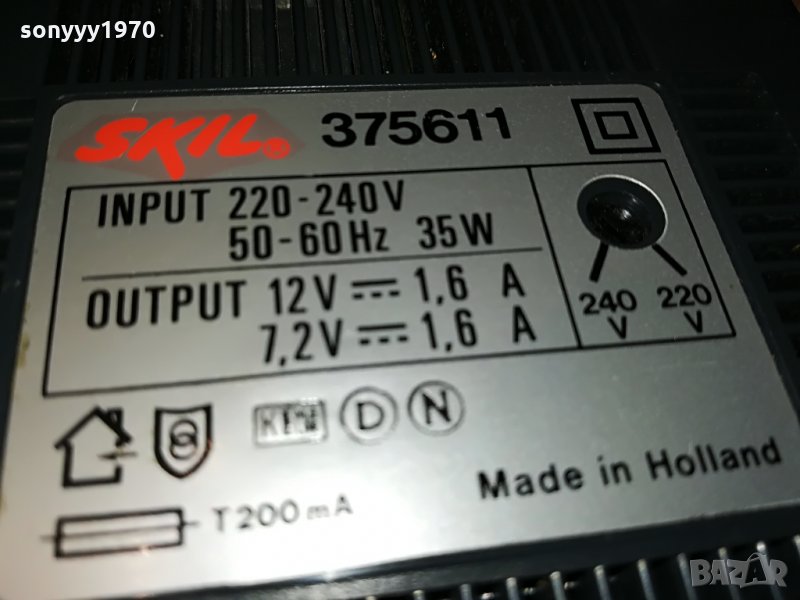 sonyyy1970
SKIL® 375611
INPUT 220-240V
50-60Hz 35W
OUTPUT 12V ⎓ 1,6 A
7,2V ⎓ 1,6 A
240 V
220 V
S
D N
Made in Holland
T200mA
BAZAR